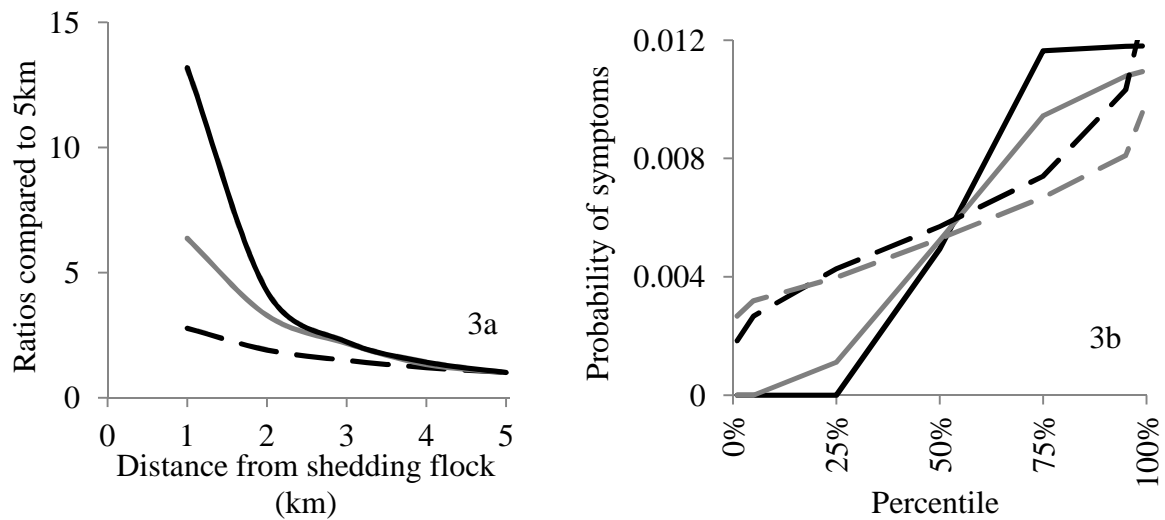 Ratios compared to 5km
15
10
5
0
0 1 2 3 4 5
Distance from shedding flock
(km)
3a
Probability of symptoms
0.012
0.008
0.004
0
0% 25% 50% 75% 100%
Percentile
3b